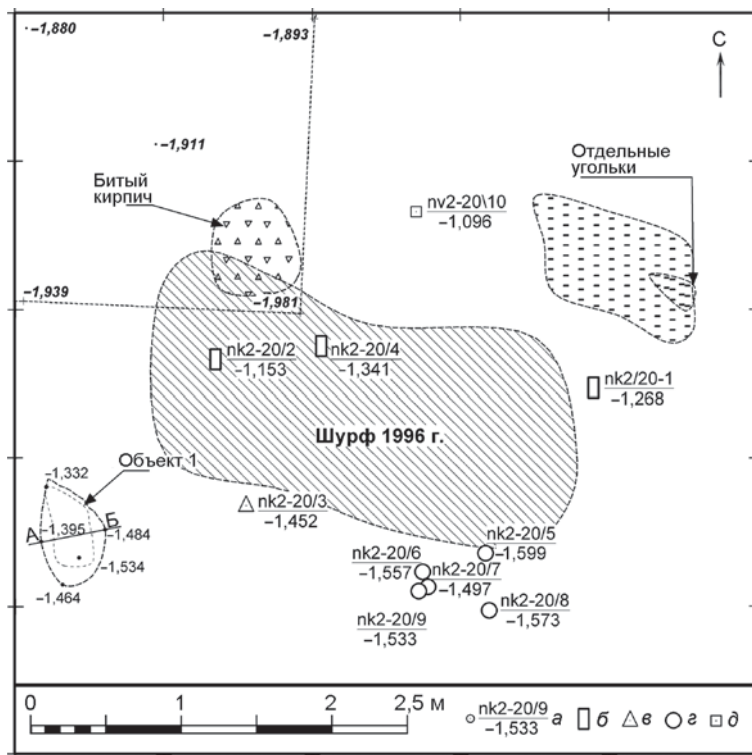 –1,880
–1,893
С
–1,911
Битый
кирпич
Отдельные
угольки
nv2-20\10
–1,096
–1,939
–1,981
nk2-20/2
–1,153
nk2-20/4
–1,341
nk2/20-1
–1,268
Шурф 1996 г.
Объект 1
–1,332
nk2-20/3
–1,452
А
–1,395
Б
–1,484
–1,534
–1,464
nk2-20/5
–1,599
nk2-20/6
–1,557
nk2-20/7
–1,497
nk2-20/8
–1,573
nk2-20/9
–1,533
0 1 2 2,5 м
nk2-20/9
–1,533
а б в г д